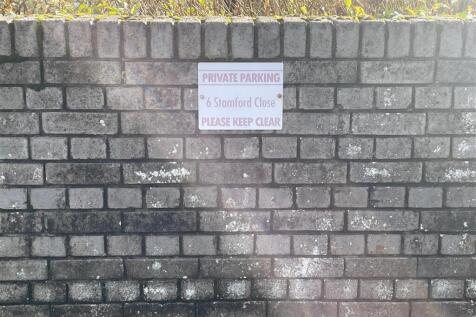 PRIVATE PARKING
6 Stamford Close
PLEASE KEEP CLEAR